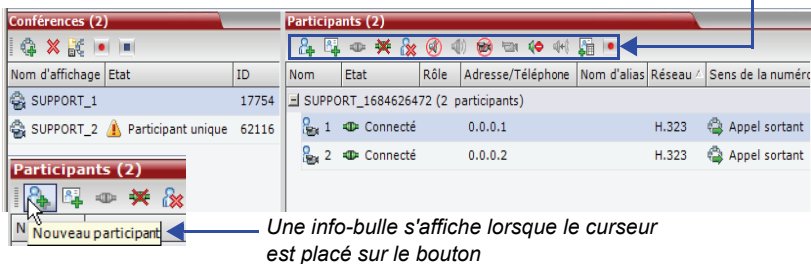 Conférences (2)
Participants (2)
Nom d'affichage Etat ID
SUPPORT_1 17754
SUPPORT_2 Participant unique 62116
Nom Etat Rôle Adresse/Téléphone Nom d'alias Réseau Sens de la numéro
SUPPORT_1684626472 (2 participants)
1 Connecté 0.0.0.1 H.323 Appel sortant
2 Connecté 0.0.0.2 H.323 Appel sortant
Participants (2)
N
Nouveau participant
Une info-bulle s'affiche lorsque le curseur
est placé sur le bouton